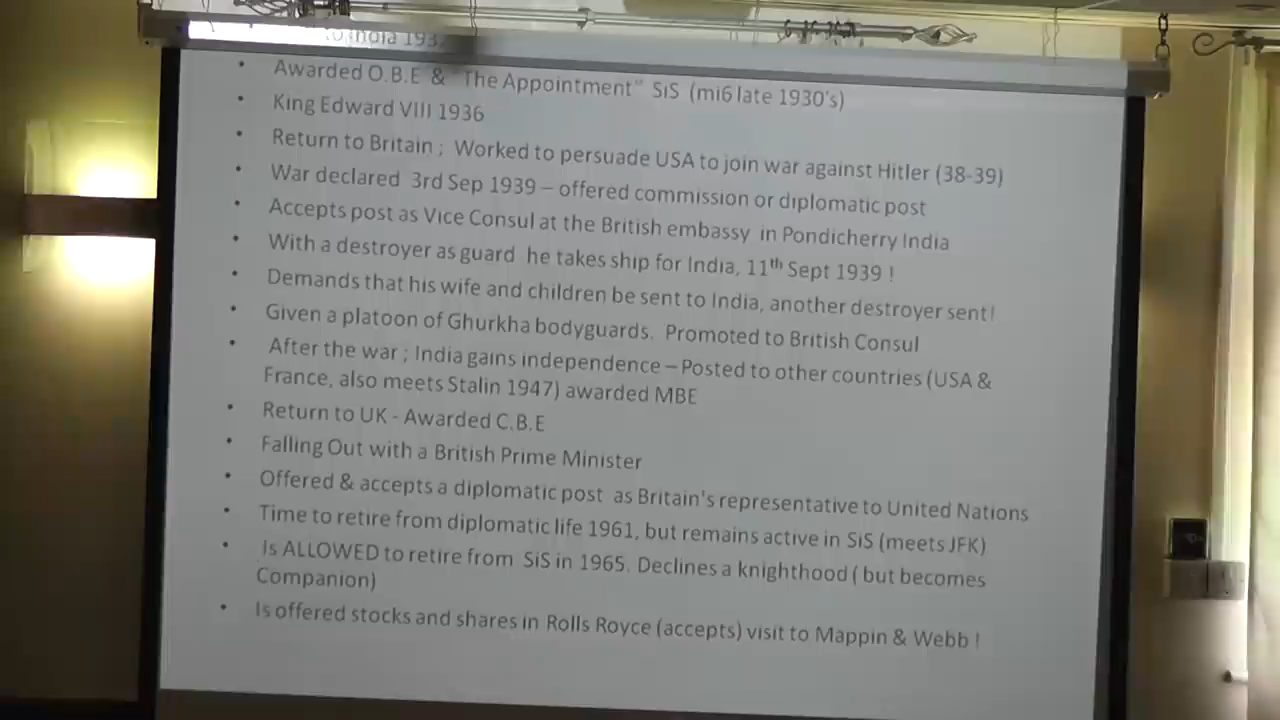 to India 193
• Awarded O.B.E & "The Appointment" SiS (mi6 late 1930's)
• King Edward VIII 1936
• Return to Britain ; Worked to persuade USA to join war against Hitler (38-39)
• War declared 3rd Sep 1939 – offered commission or diplomatic post
• Accepts post as Vice Consul at the British embassy in Pondicherry India
• With a destroyer as guard he takes ship for India, 11th Sept 1939 !
• Demands that his wife and children be sent to India, another destroyer sent!
• Given a platoon of Ghurkha bodyguards. Promoted to British Consul
• After the war ; India gains independence – Posted to other countries (USA &
France, also meets Stalin 1947) awarded MBE
• Return to UK - Awarded C.B.E
• Falling Out with a British Prime Minister
• Offered & accepts a diplomatic post as Britain's representative to United Nations
• Time to retire from diplomatic life 1961, but remains active in SiS (meets JFK)
• Is ALLOWED to retire from SiS in 1965. Declines a knighthood ( but becomes
Companion)
• Is offered stocks and shares in Rolls Royce (accepts) visit to Mappin & Webb !